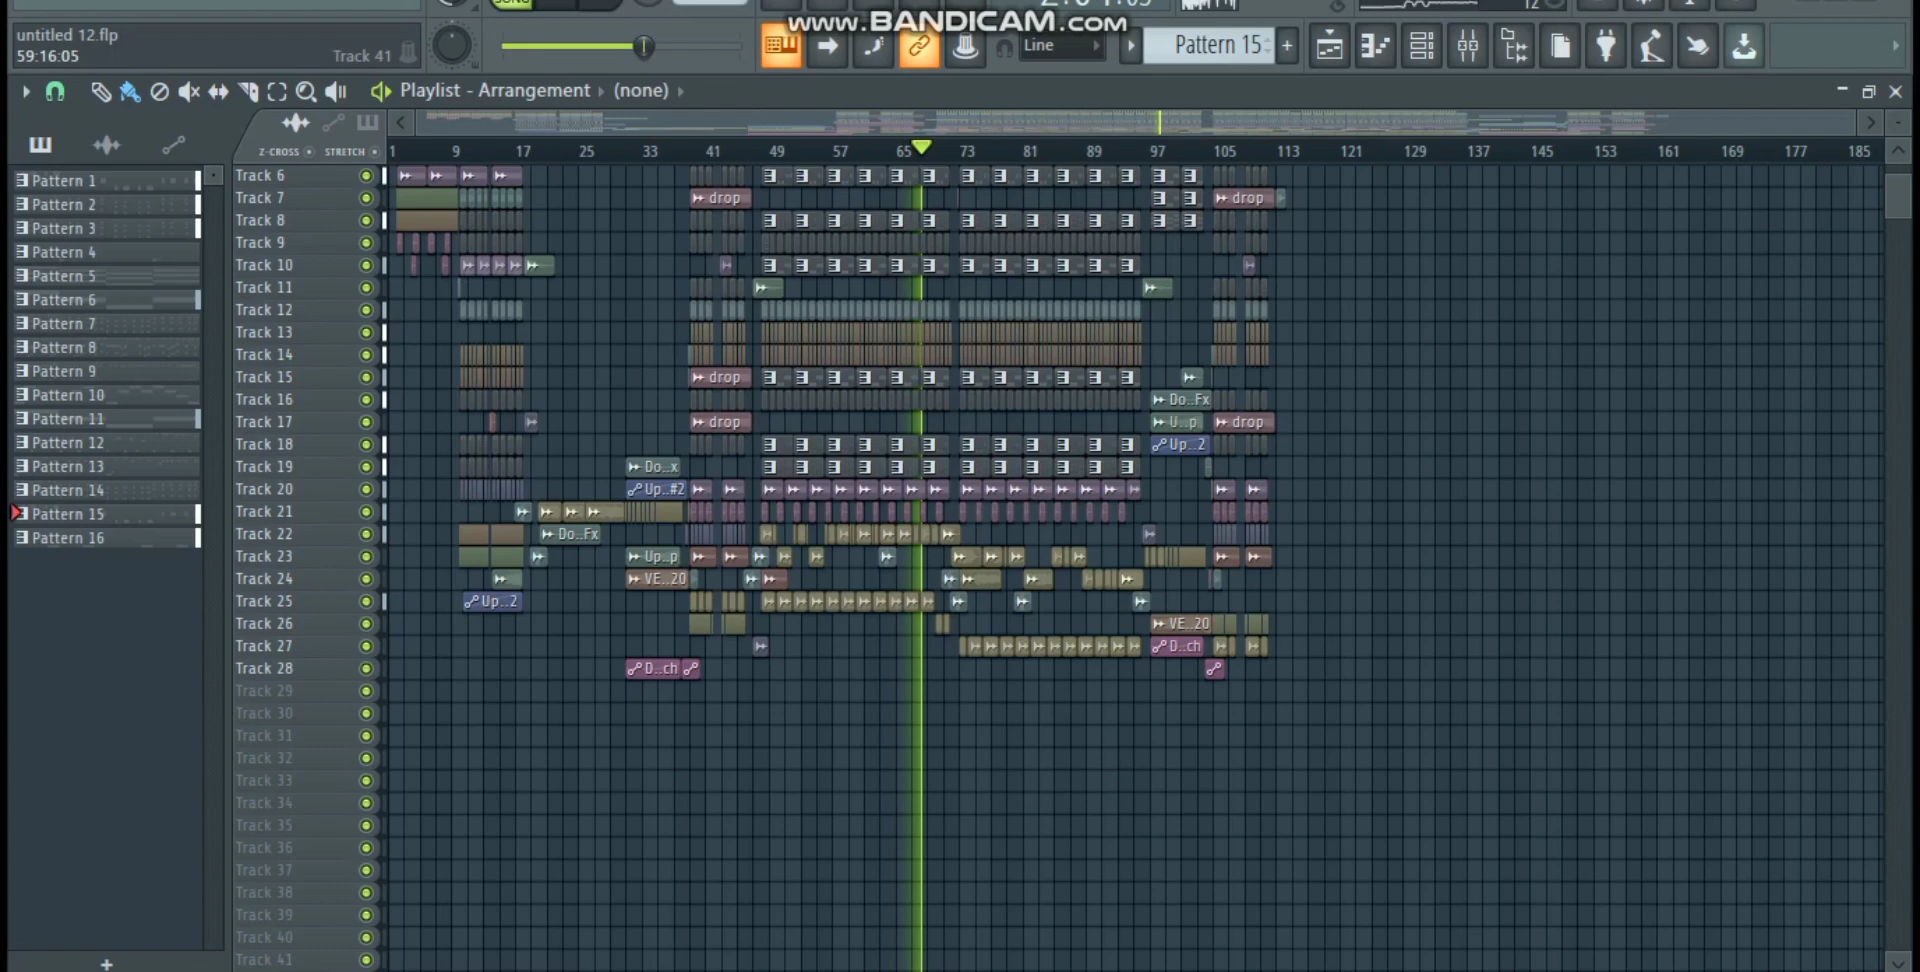 SONG
www.BANDICAM.com
untitled 12.flp
59:16:05
Track 41
Line
Pattern 15
Playlist - Arrangement
(none)
Z-CROSS
STRETCH
1 9 17 25 33 41 49 57 65 73 81 89 97 105 113 121 129 137 145 153 161 169 177 185
Pattern 1
Pattern 2
Pattern 3
Pattern 4
Pattern 5
Pattern 6
Pattern 7
Pattern 8
Pattern 9
Pattern 10
Pattern 11
Pattern 12
Pattern 13
Pattern 14
Pattern 15
Pattern 16
Track 6
Track 7 drop drop
Track 8
Track 9
Track 10
Track 11
Track 12
Track 13
Track 14
Track 15 drop
Track 16 Do..Fx
Track 17 drop U..p drop
Track 18 Up..2
Track 19 Do..x
Track 20 Up..#2
Track 21
Track 22 Do..Fx
Track 23 Up..p
Track 24 VE..20
Track 25 Up..2
Track 26 VE..20
Track 27 D..ch
Track 28 D..ch
Track 29
Track 30
Track 31
Track 32
Track 33
Track 34
Track 35
Track 36
Track 37
Track 38
Track 39
Track 40
Track 41